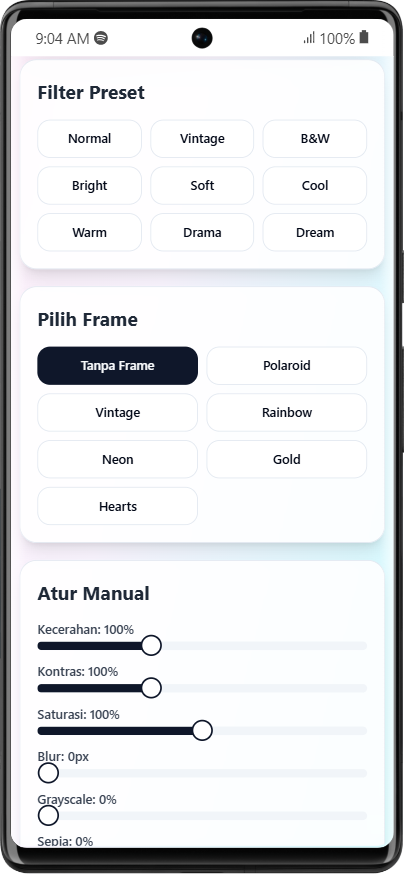 9:04 AM 100%
Filter Preset
Normal Vintage B&W
Bright Soft Cool
Warm Drama Dream
Pilih Frame
Tanpa Frame Polaroid
Vintage Rainbow
Neon Gold
Hearts
Atur Manual
Kecerahan: 100%
Kontras: 100%
Saturasi: 100%
Blur: 0px
Grayscale: 0%
Sepia: 0%